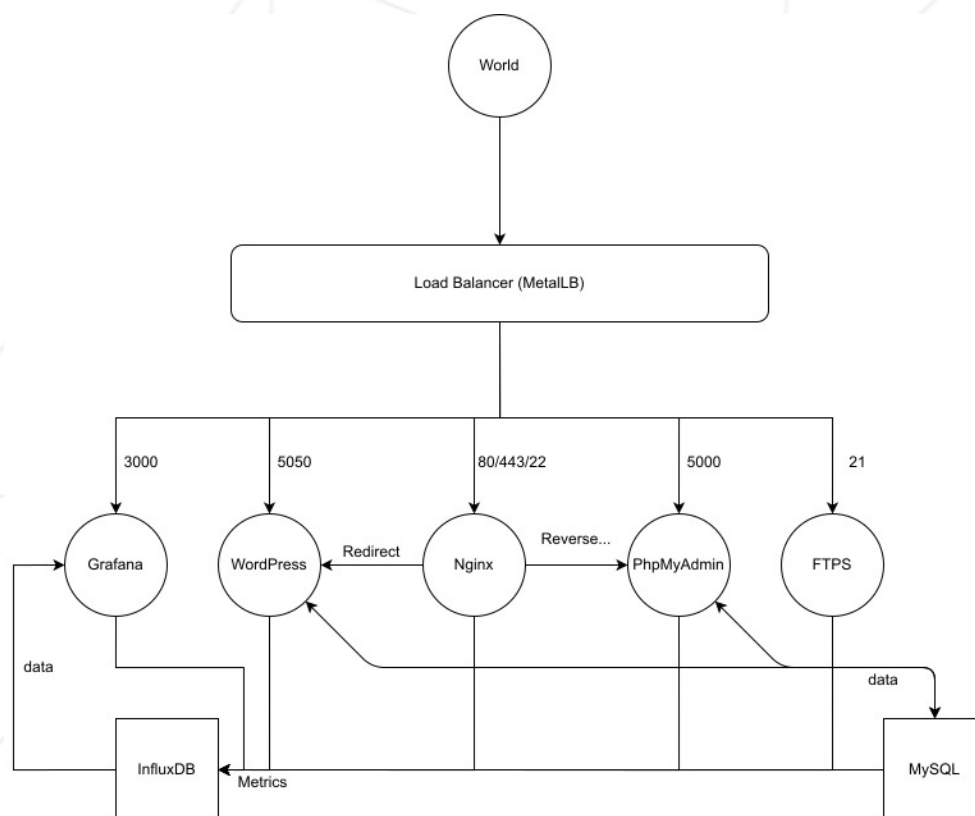 World
Load Balancer (MetalLB)
3000
5050
80/443/22
5000
21
Grafana
WordPress
Redirect
Nginx
Reverse...
PhpMyAdmin
FTPS
data
data
InfluxDB
Metrics
MySQL